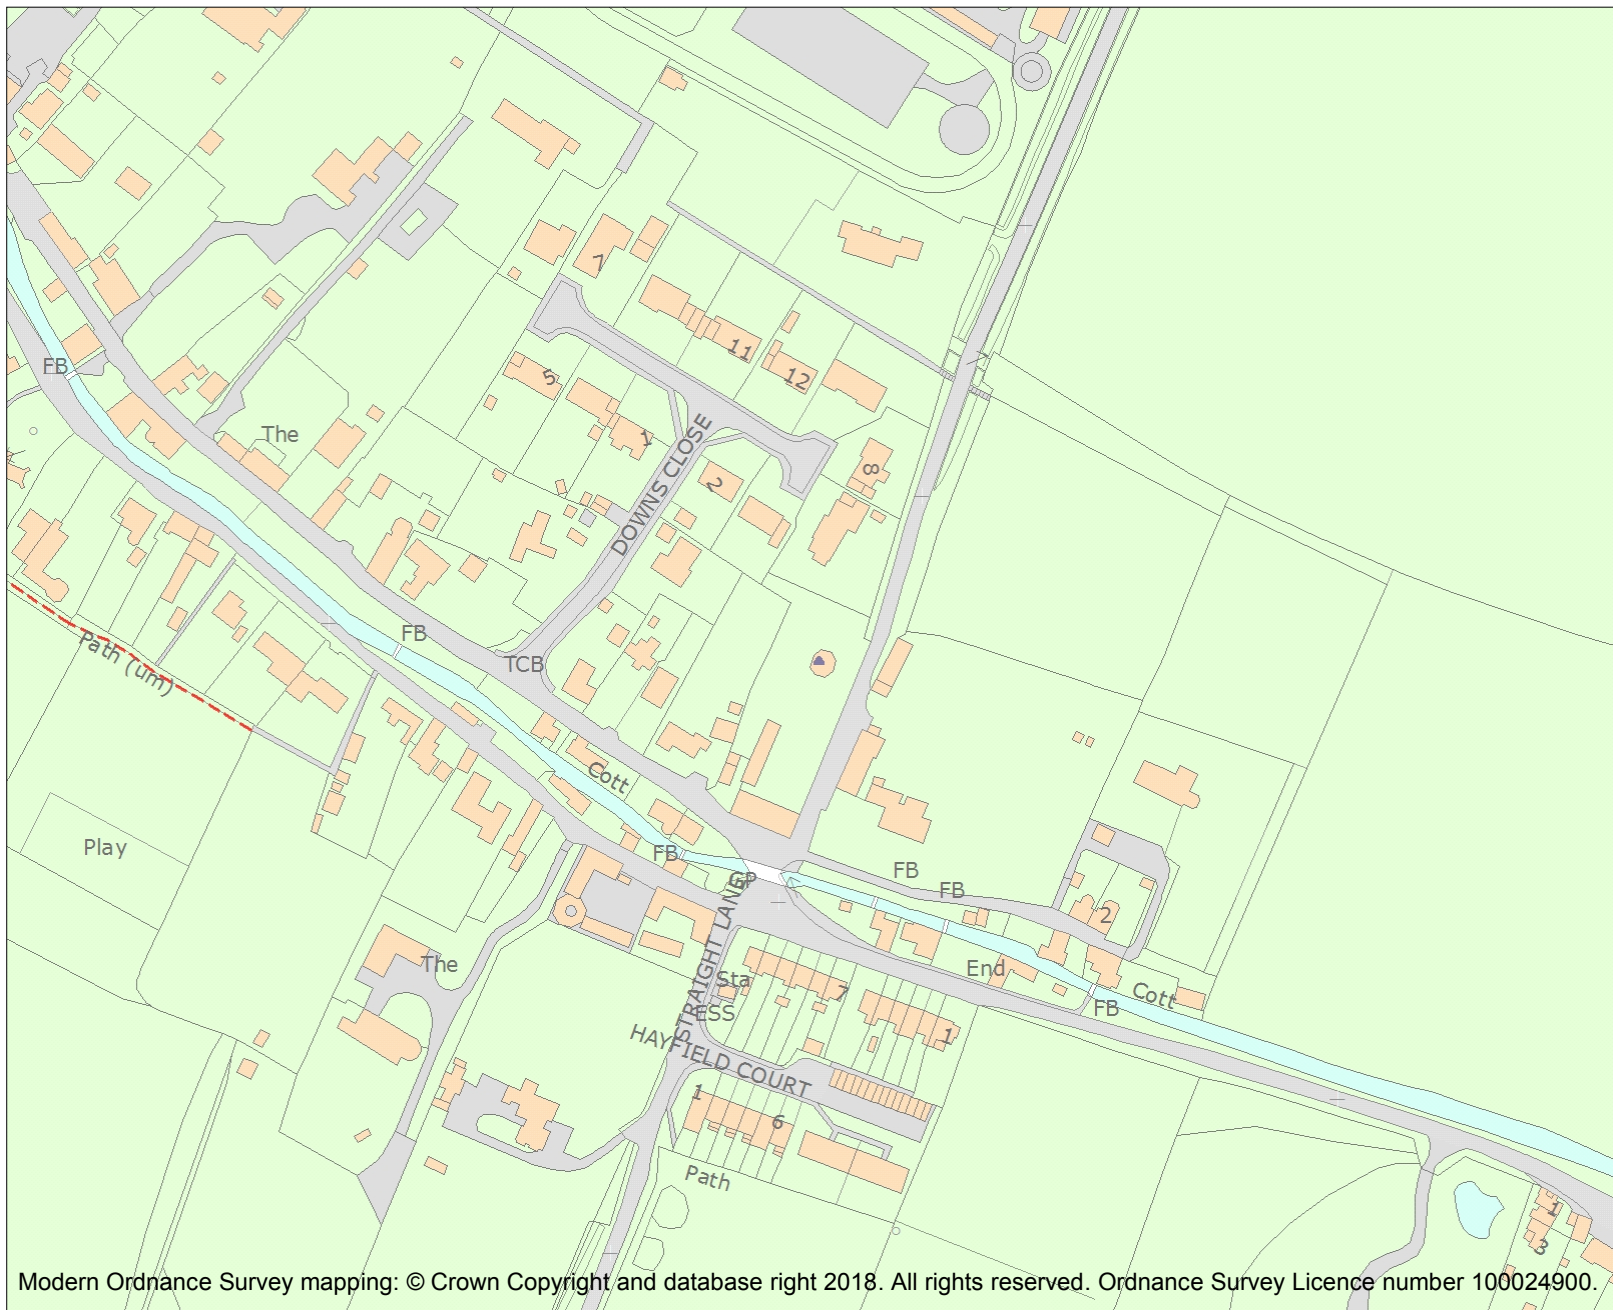 7
11
5
12
FB
The
1
DOWNS CLOSE
8
2
FB
TCB
Path (um)
Cott
Play
FB
FB
FB
GP
STRAIGHT LANE
2
The
End
Sta
7
Cott
ESS
FB
1
HAYFIELD COURT
1
6
Path
1
3
Modern Ordnance Survey mapping: © Crown Copyright and database right 2018. All rights reserved. Ordnance Survey Licence number 100024900.